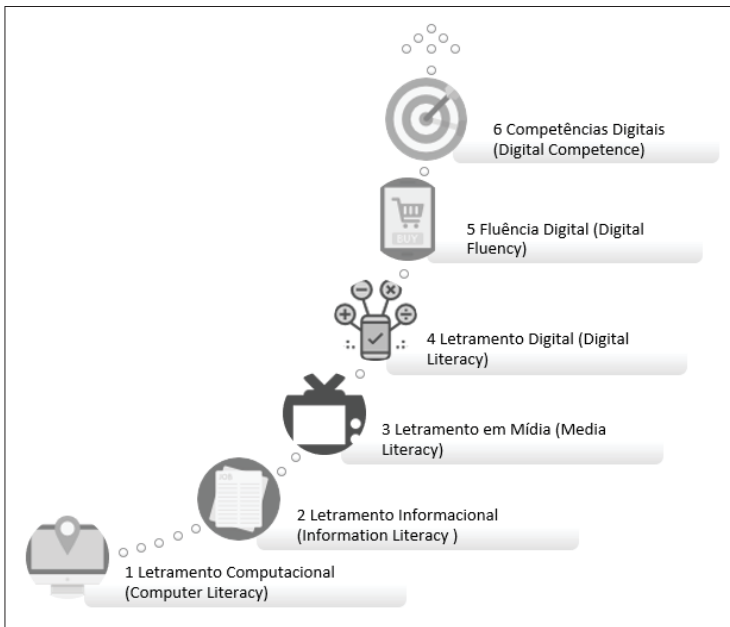 6 Competências Digitais
(Digital Competence)
5 Fluência Digital (Digital
Fluency)
BUY
4 Letramento Digital (Digital
Literacy)
3 Letramento em Mídia (Media
Literacy)
JOB
2 Letramento Informacional
(Information Literacy )
1 Letramento Computacional
(Computer Literacy)